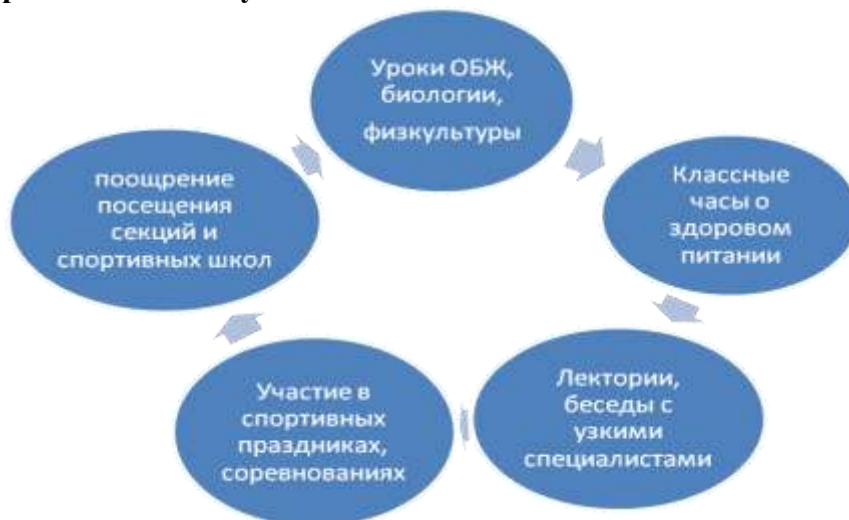 Уроки ОБЖ,
биологии,
физкультуры
Классные
часы о
здоровом
питании
Лектории,
беседы с
узкими
специалистами
Участие в
спортивных
праздниках,
соревнованиях
поощрение
посещения
секций и
спортивных школ